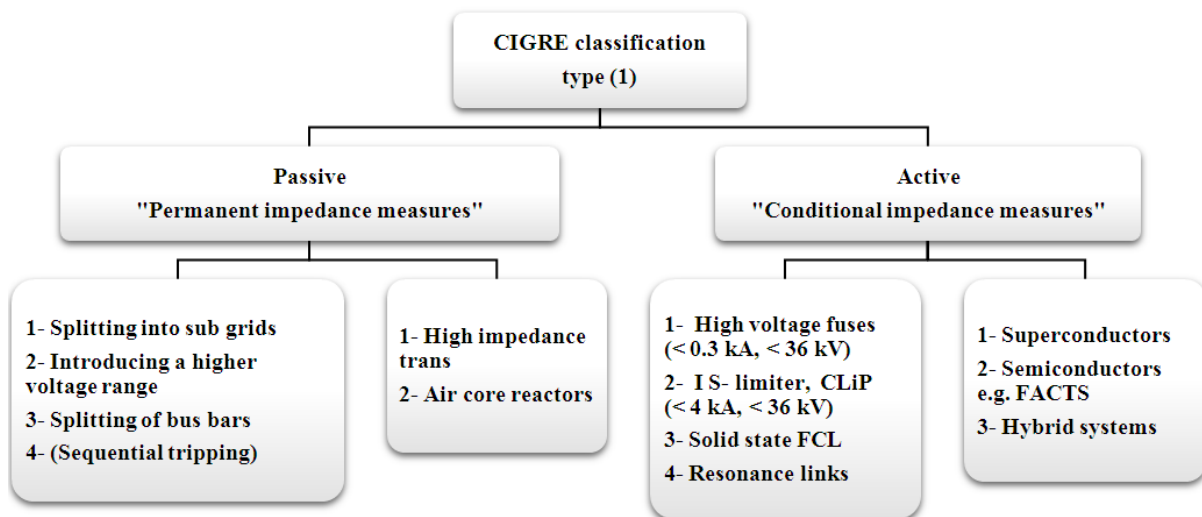 CIGRE classification
type (1)
Passive
"Permanent impedance measures"
Active
"Conditional impedance measures"
1- Splitting into sub grids
2- Introducing a higher
voltage range
3- Splitting of bus bars
4- (Sequential tripping)
1- High impedance
trans
2- Air core reactors
1- High voltage fuses
(< 0.3 kA, < 36 kV)
2- I S- limiter, CLiP
(< 4 kA, < 36 kV)
3- Solid state FCL
4- Resonance links
1- Superconductors
2- Semiconductors
e.g. FACTS
3- Hybrid systems